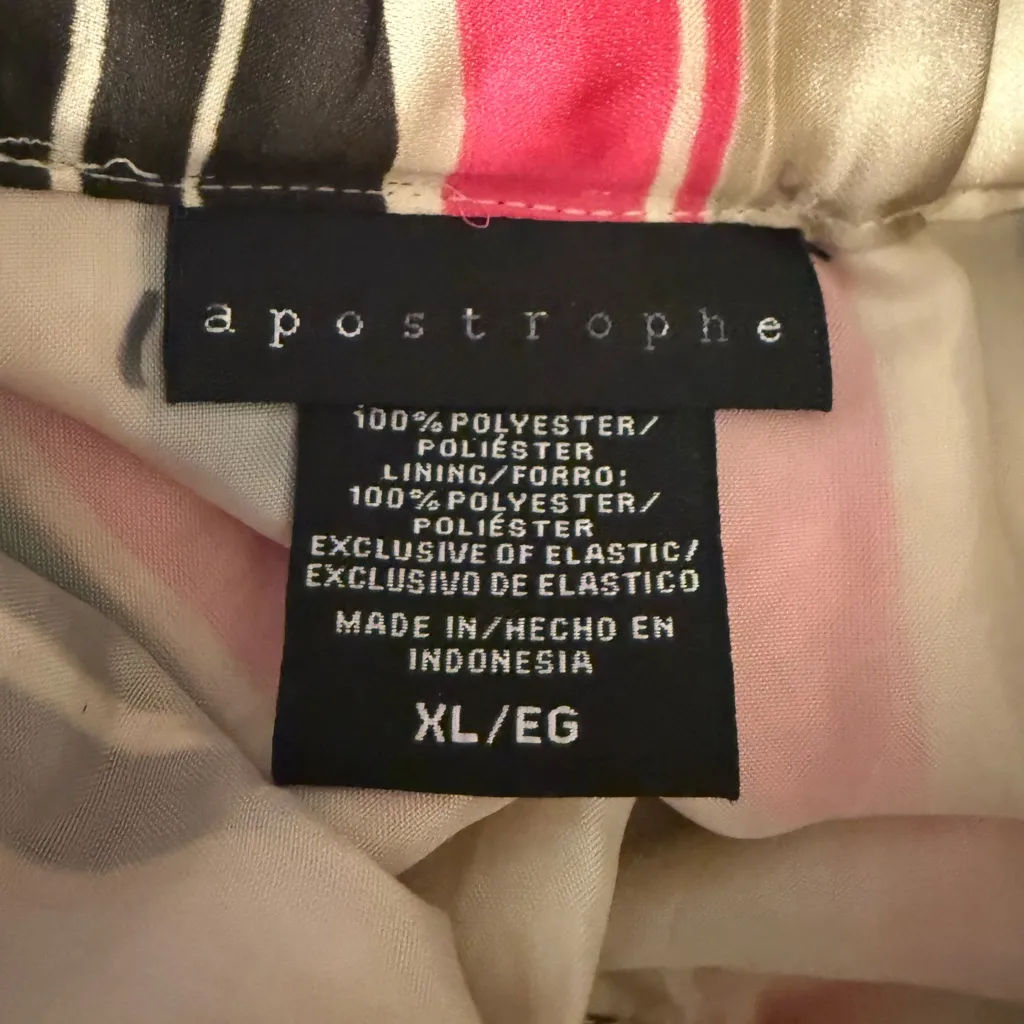 apostrophe
100% POLYESTER/
POLIÉSTER
LINING/FORRO:
100% POLYESTER/
POLIÉSTER
EXCLUSIVE OF ELASTIC/
EXCLUSIVO DE ELASTICO
MADE IN/HECHO EN
INDONESIA
XL/EG